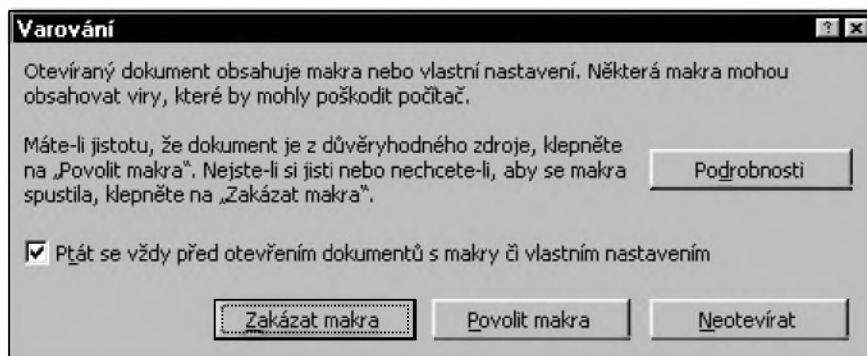 Varování
Otevíraný dokument obsahuje makra nebo vlastní nastavení. Některá makra mohou
obsahovat viry, které by mohly poškodit počítač.
Máte-li jistotu, že dokument je z důvěryhodného zdroje, klepněte
na „Povolit makra“. Nejste-li si jisti nebo nechcete-li, aby se makra
spustila, klepněte na „Zakázat makra“.
Podrobnosti
Ptát se vždy před otevřením dokumentů s makry či vlastním nastavením
Zakázat makra
Povolit makra
Neotevírat